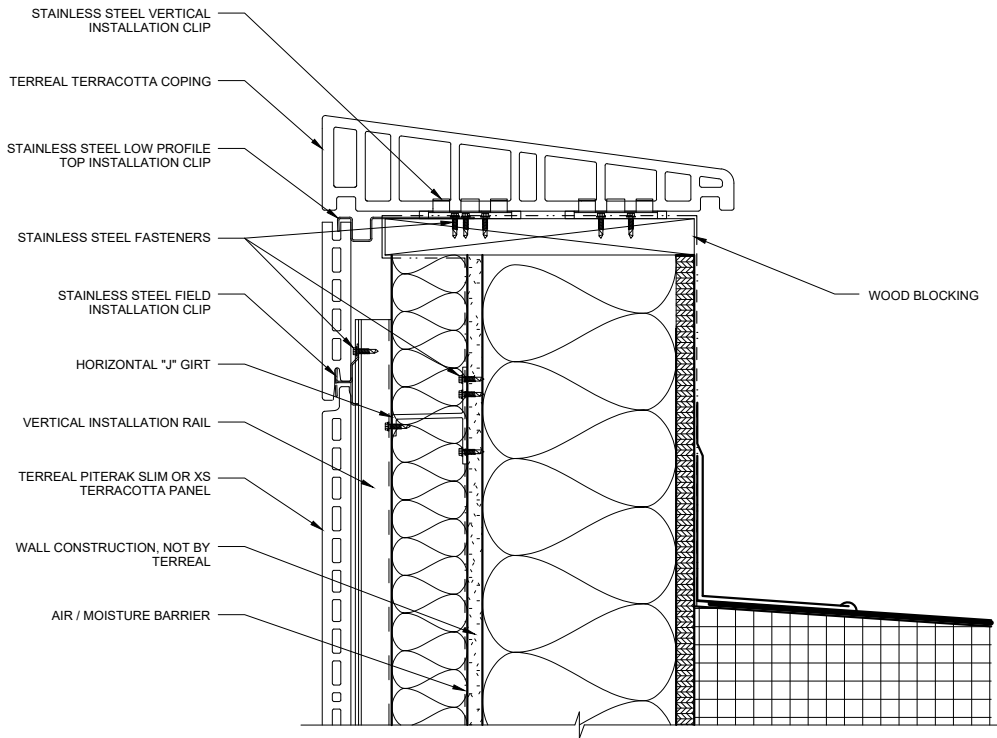 STAINLESS STEEL VERTICAL
INSTALLATION CLIP
TERREAL TERRACOTTA COPING
STAINLESS STEEL LOW PROFILE
TOP INSTALLATION CLIP
STAINLESS STEEL FASTENERS
STAINLESS STEEL FIELD
INSTALLATION CLIP
HORIZONTAL "J" GIRT
VERTICAL INSTALLATION RAIL
TERREAL PITERAK SLIM OR XS
TERRACOTTA PANEL
WALL CONSTRUCTION, NOT BY
TERREAL
AIR / MOISTURE BARRIER
WOOD BLOCKING